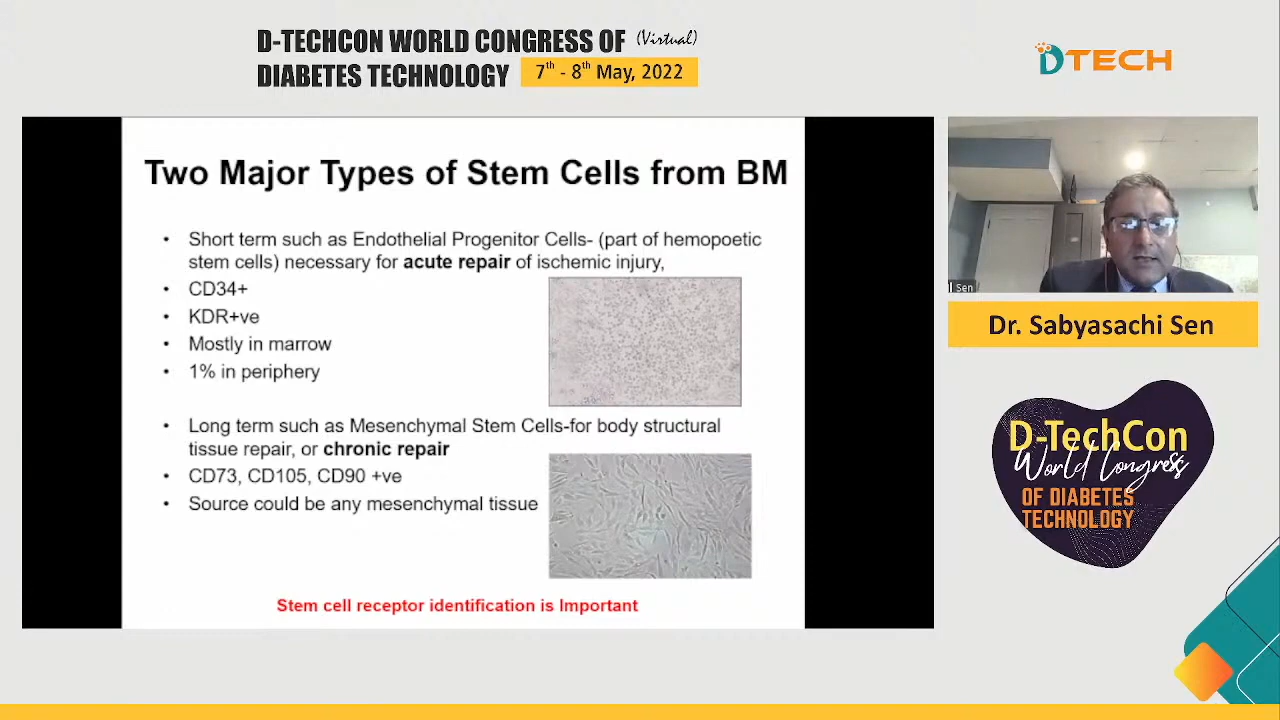 D-TECHCON WORLD CONGRESS OF (Virtual)
DIABETES TECHNOLOGY 7th - 8th May, 2022
DTECH
Two Major Types of Stem Cells from BM
• Short term such as Endothelial Progenitor Cells- (part of hemopoetic
stem cells) necessary for acute repair of ischemic injury,
• CD34+
• KDR+ve
• Mostly in marrow
• 1% in periphery
• Long term such as Mesenchymal Stem Cells-for body structural
tissue repair, or chronic repair
• CD73, CD105, CD90 +ve
• Source could be any mesenchymal tissue
Stem cell receptor identification is Important
Sen
Dr. Sabyasachi Sen
D-TechCon
World Congress
OF DIABETES
TECHNOLOGY